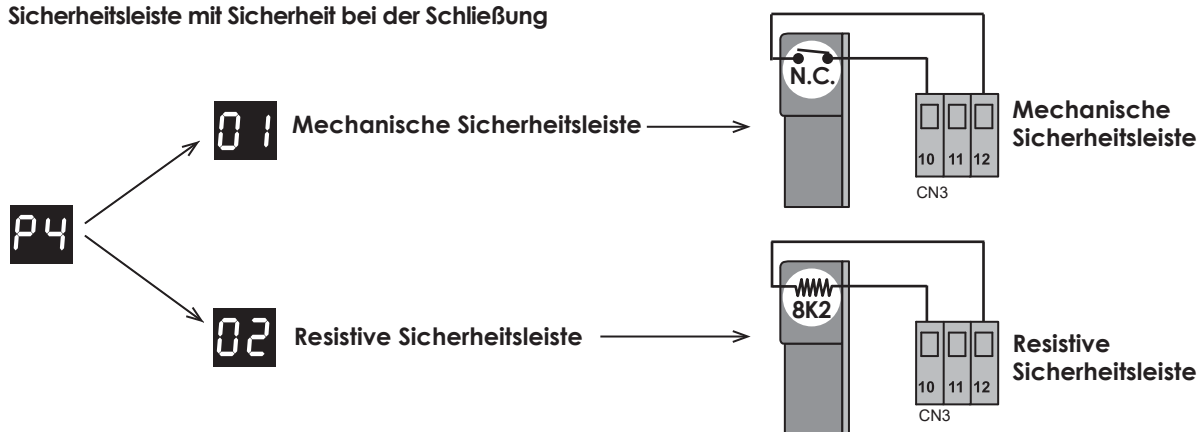 Sicherheitsleiste mit Sicherheit bei der Schließung
N.C.
01 Mechanische Sicherheitsleiste
Mechanische
Sicherheitsleiste
10 11 12
CN3
P4
8K2
02 Resistive Sicherheitsleiste
Resistive
Sicherheitsleiste
10 11 12
CN3